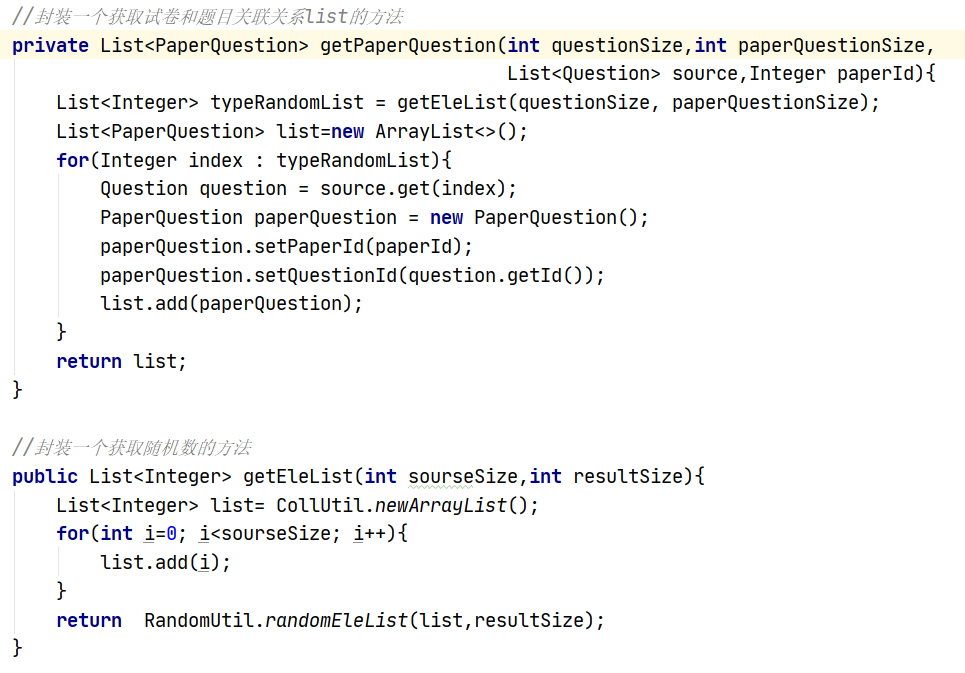 //封装一个获取试卷和题目关联关系list的方法
private List<PaperQuestion> getPaperQuestion(int questionSize,int paperQuestionSize,
List<Question> source,Integer paperId){
List<Integer> typeRandomList = getEleList(questionSize, paperQuestionSize);
List<PaperQuestion> list=new ArrayList<>();
for(Integer index : typeRandomList){
Question question = source.get(index);
PaperQuestion paperQuestion = new PaperQuestion();
paperQuestion.setPaperId(paperId);
paperQuestion.setQuestionId(question.getId());
list.add(paperQuestion);
}
return list;
}
//封装一个获取随机数的方法
public List<Integer> getEleList(int sourseSize,int resultSize){
List<Integer> list= CollUtil.newArrayList();
for(int i=0; i<sourseSize; i++){
list.add(i);
}
return  RandomUtil.randomEleList(list,resultSize);
}